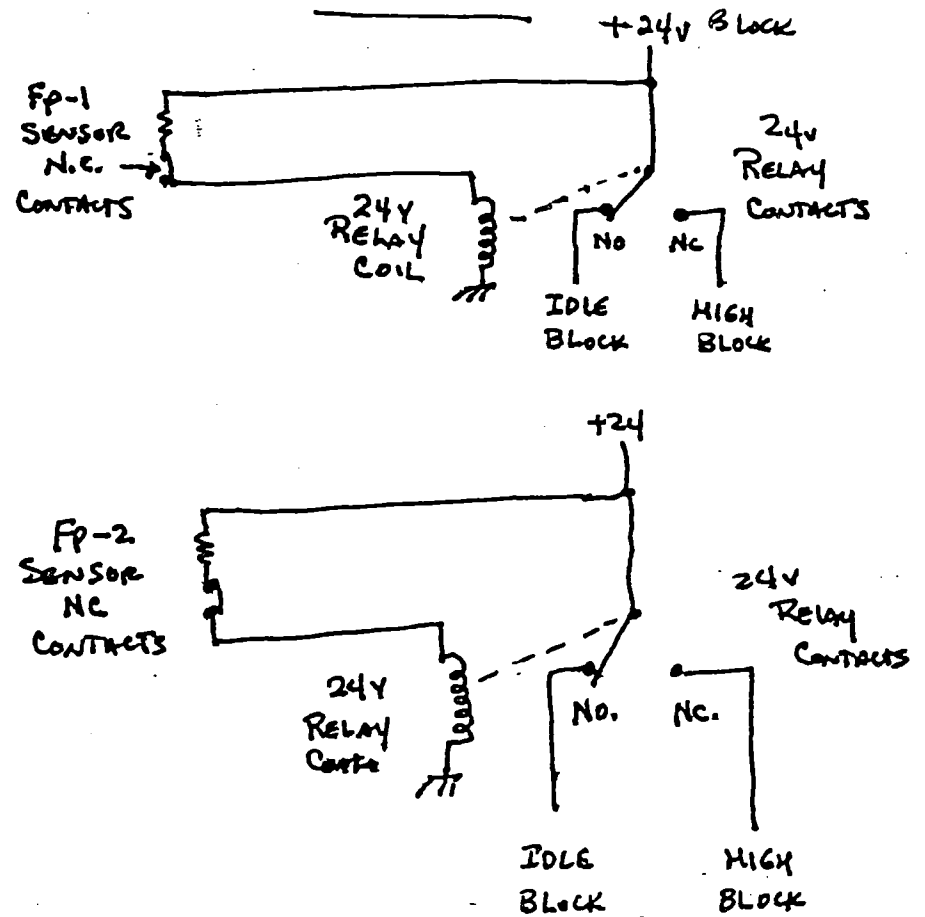 +24v BLOCK
Fp-1
SENSOR
N.C.
CONTACTS
24v
RELAY
CONTACTS
24v
RELAY
COIL
NO
NC
IDLE
BLOCK
HIGH
BLOCK
+24
Fp-2
SENSOR
NC
CONTACTS
24v
RELAY
CONTACTS
24v
RELAY
NO.
NC.
IDLE
BLOCK
HIGH
BLOCK